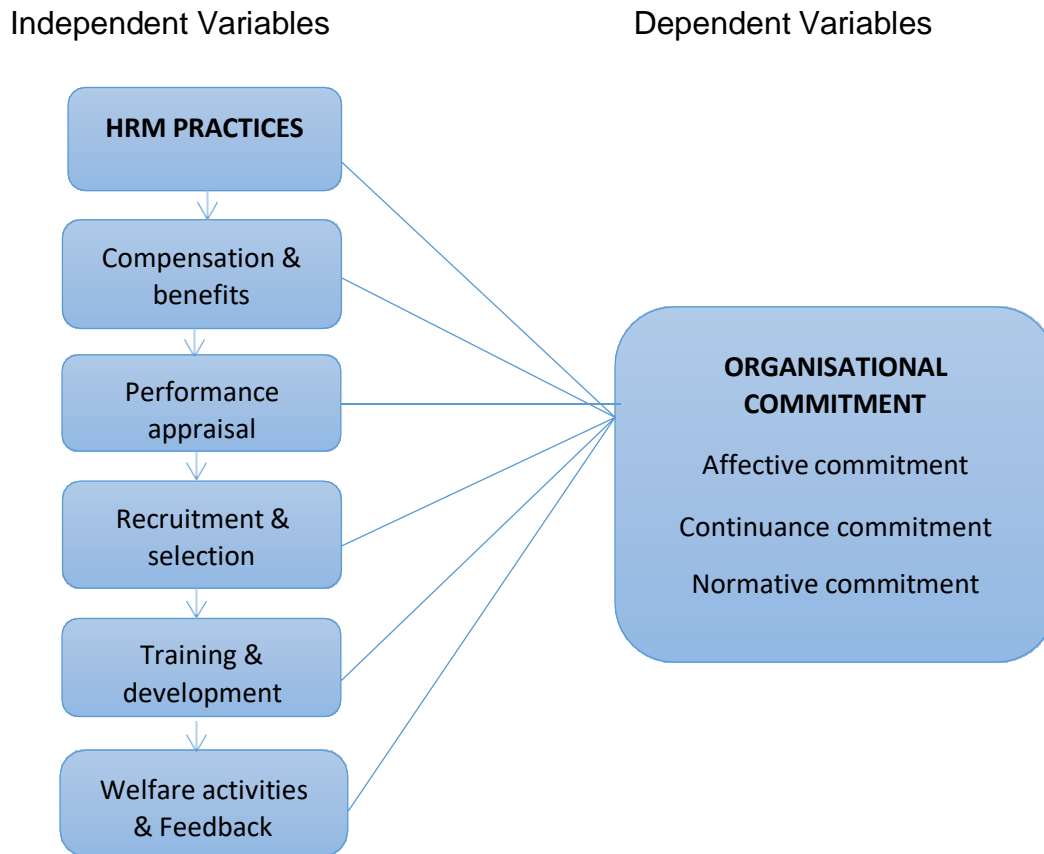 Independent Variables
Dependent Variables
HRM PRACTICES
Compensation &
benefits
Performance
appraisal
Recruitment &
selection
Training &
development
Welfare activities
& Feedback
ORGANISATIONAL
COMMITMENT
Affective commitment
Continuance commitment
Normative commitment